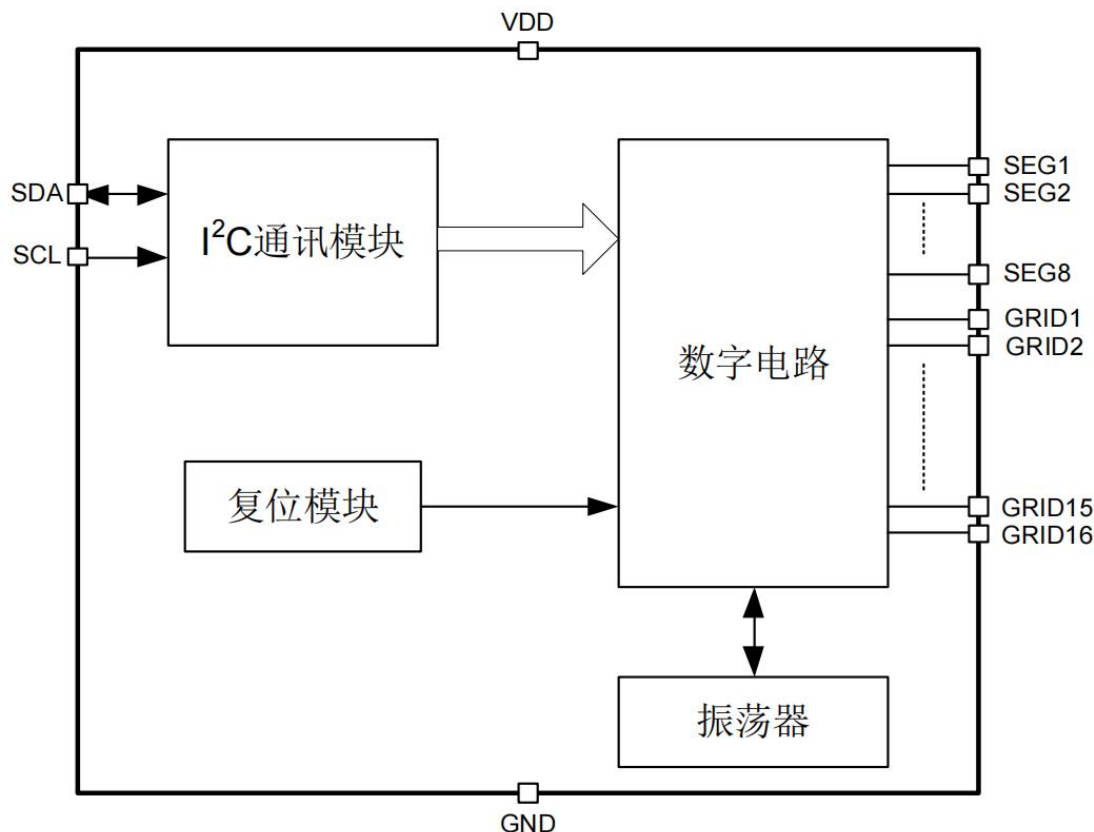 VDD
SDA
SCL
I²C通讯模块
复位模块
数字电路
振荡器
SEG1
SEG2
SEG8
GRID1
GRID2
GRID15
GRID16
GND